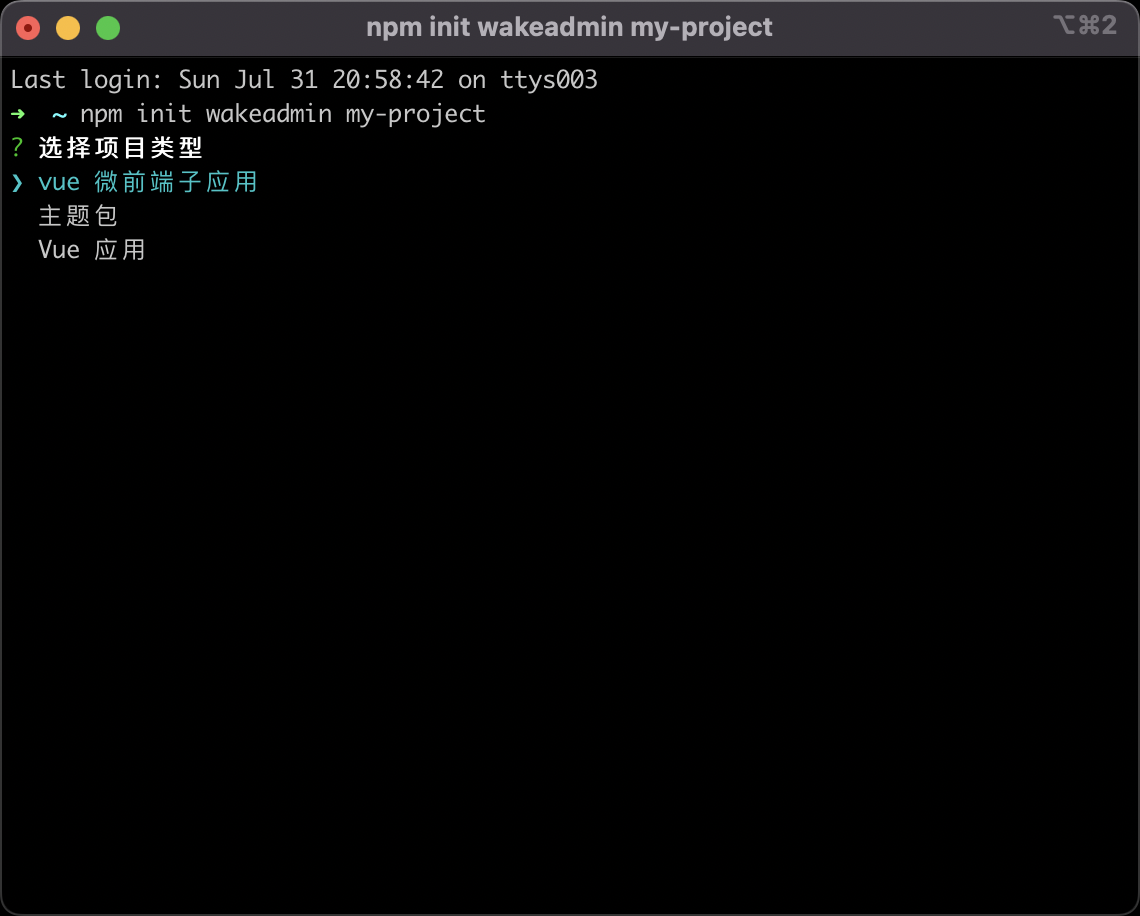 npm init wakeadmin my-project ⌥⌘2
Last login: Sun Jul 31 20:58:42 on ttys003
➜ ~ npm init wakeadmin my-project
? 选择项目类型
❯ vue 微前端子应用
主题包
Vue 应用